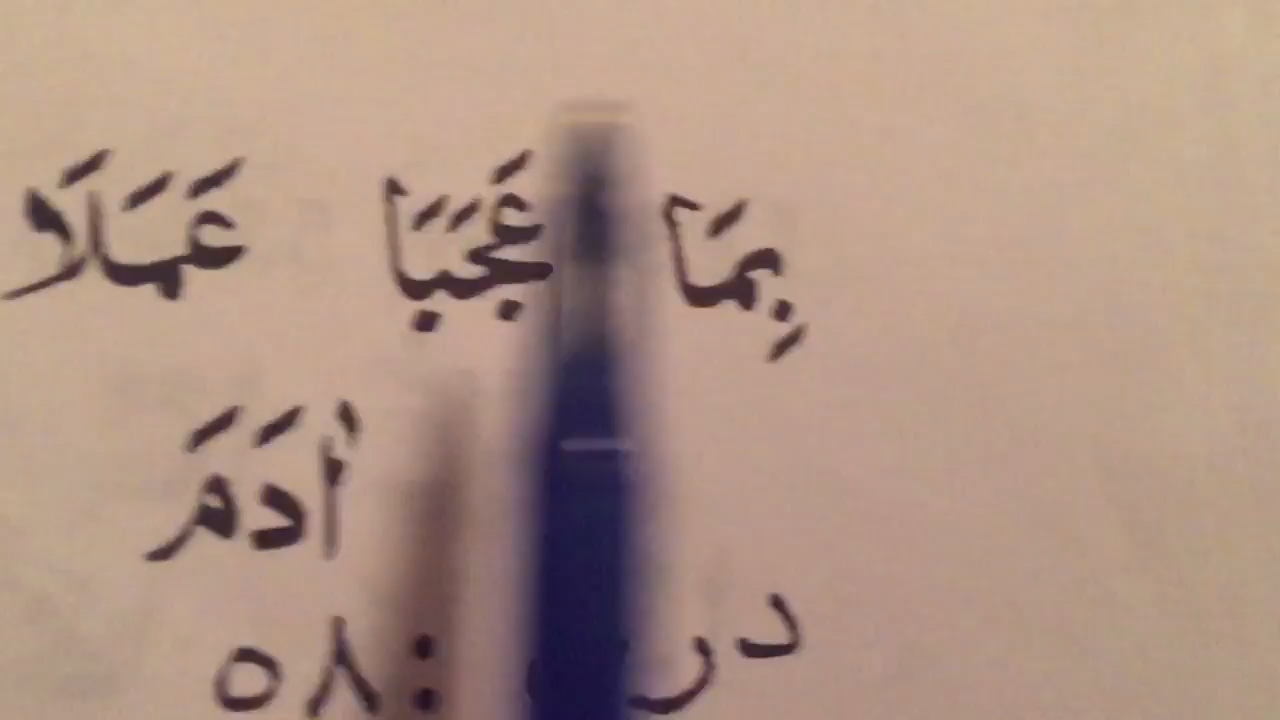 بِمَا عَجَبَا عَمَلَا
اٰدَمَ
: ٥٨